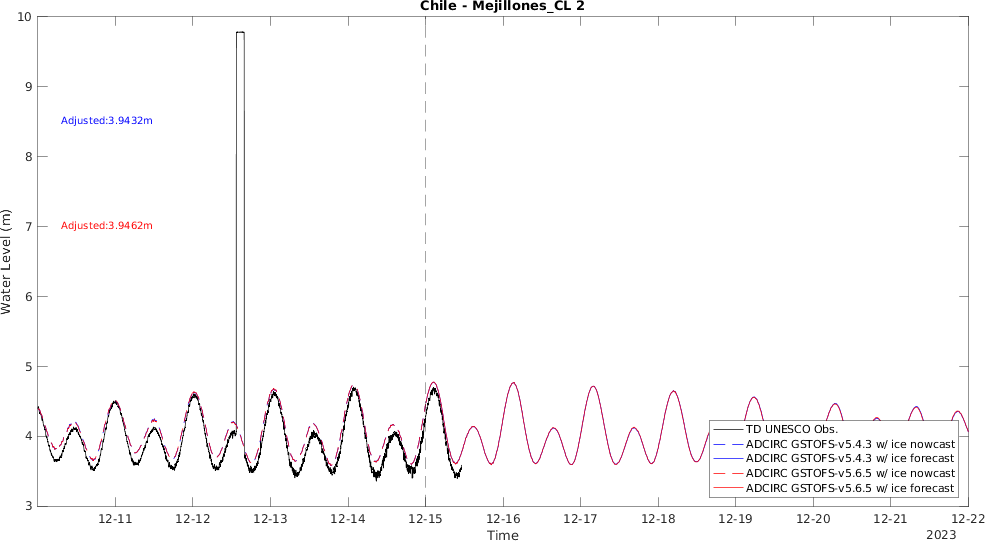 Chile - Mejillones_CL 2
10
9
8
7
6
5
4
3
Water Level (m)
Adjusted:3.9432m
Adjusted:3.9462m
TD UNESCO Obs.
ADCIRC GSTOFS-v5.4.3 w/ ice nowcast
ADCIRC GSTOFS-v5.4.3 w/ ice forecast
ADCIRC GSTOFS-v5.6.5 w/ ice nowcast
ADCIRC GSTOFS-v5.6.5 w/ ice forecast
12-11 12-12 12-13 12-14 12-15 12-16 12-17 12-18 12-19 12-20 12-21 12-22
Time
2023